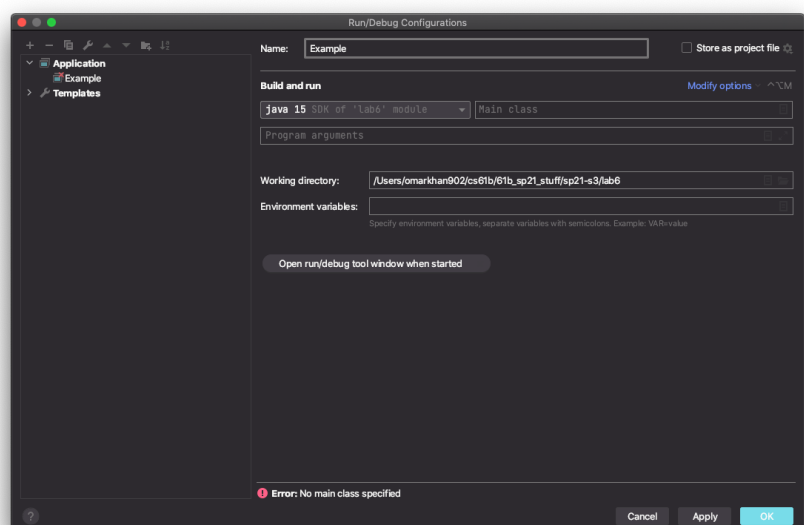 Run/Debug Configurations
Name: Example Store as project file
Application
Example
Templates
Build and run Modify options ⌃⌥M
java 15 SDK of 'lab6' module Main class
Program arguments
Working directory: /Users/omarkhan902/cs61b/61b_sp21_stuff/sp21-s3/lab6
Environment variables:
Specify environment variables, separate variables with semicolons. Example: VAR=value
Open run/debug tool window when started
Error: No main class specified
? Cancel Apply OK